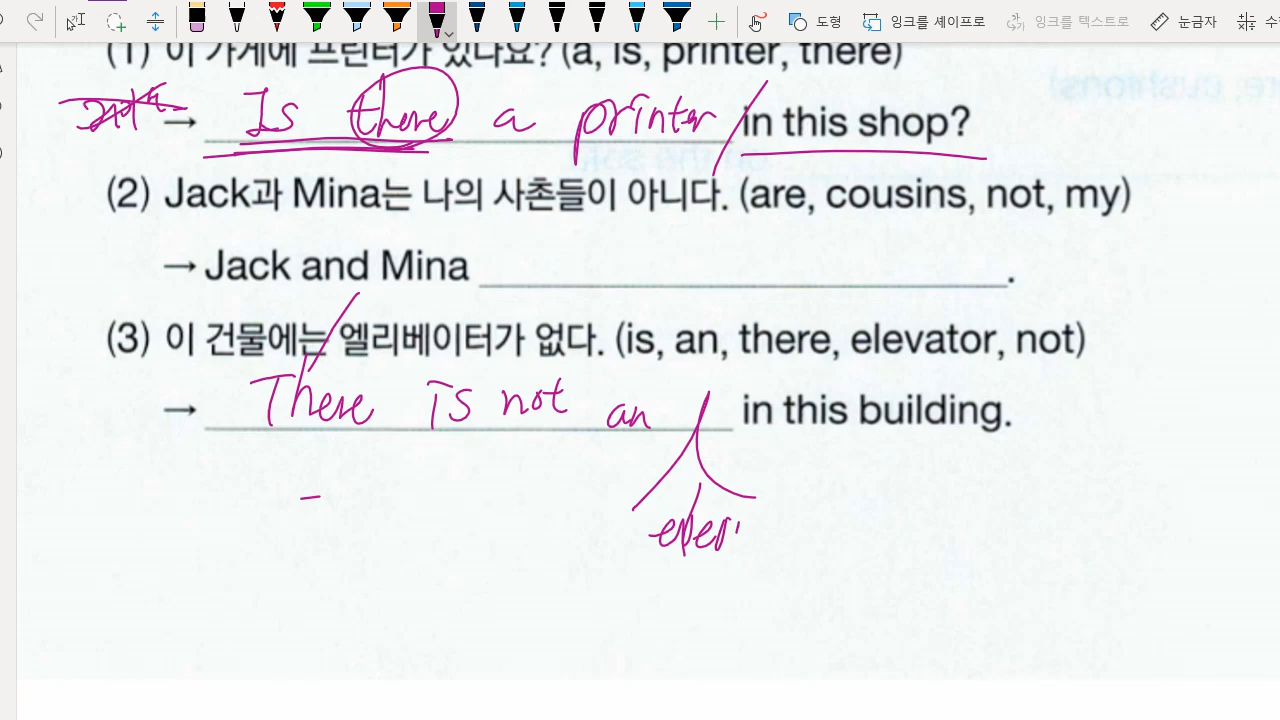 도형 잉크를 셰이프로 잉크를 텍스트로 눈금자 수
(1) 이 가게에 프린터가 있나요? (a, is, printer, there)
→ Is there a printer in this shop?
(2) Jack과 Mina는 나의 사촌들이 아니다. (are, cousins, not, my)
→ Jack and Mina .
(3) 이 건물에는 엘리베이터가 없다. (is, an, there, elevator, not)
→ There is not an in this building.